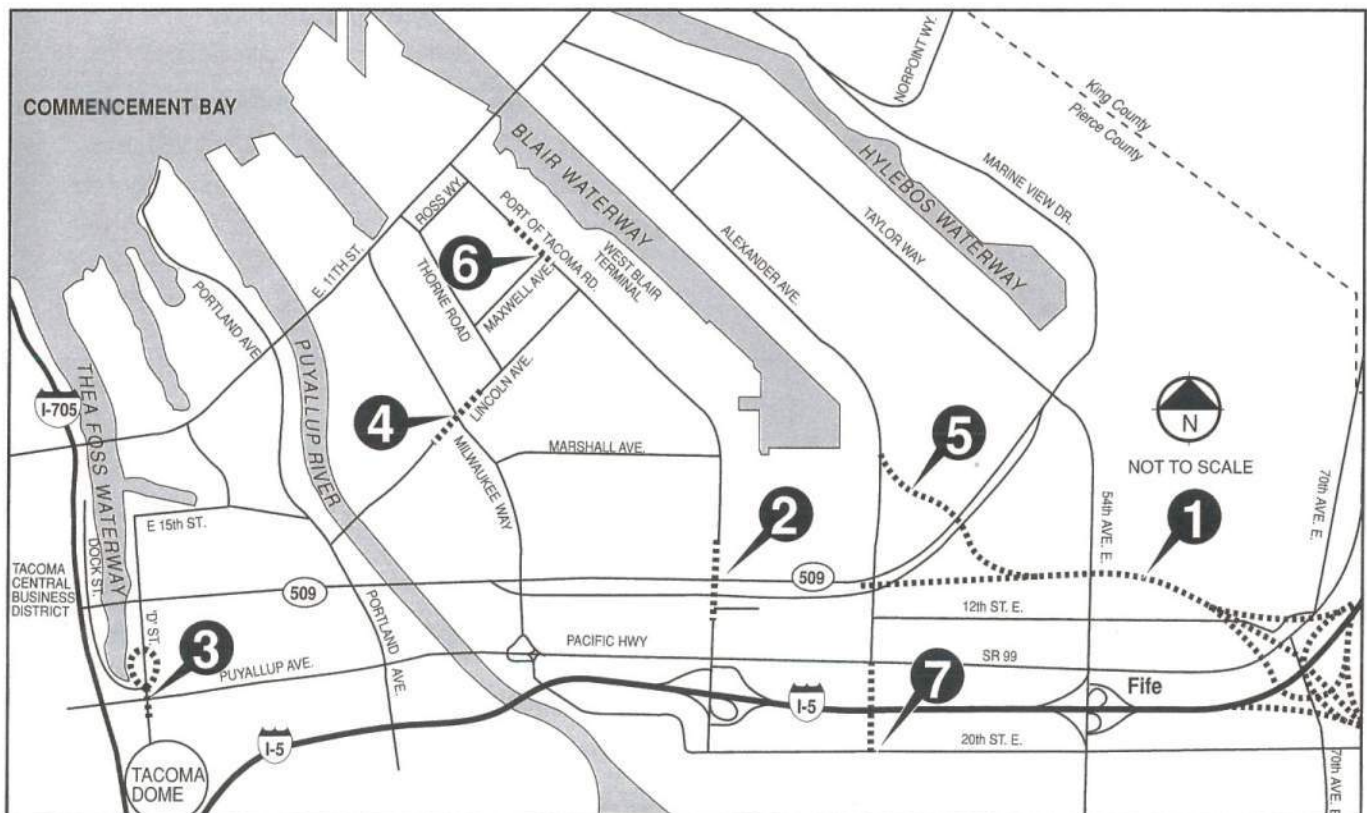 NORPOINT WY.
King County
Pierce County
COMMENCEMENT BAY
BLAIR WATERWAY
HYLEBOS WATERWAY
MARINE VIEW DR.
ROSS WY.
PORT OF TACOMA RD.
WEST BLAIR
TERMINAL
ALEXANDER AVE.
TAYLOR WAY
E. 11TH ST.
6
THORNE ROAD
MAXWELL AVE.
PORTLAND AVE.
PUYALLUP RIVER
THEA FOSS WATERWAY
I-705
LINCOLN AVE.
4
N
NOT TO SCALE
5
MARSHALL AVE.
MILWAUKEE WAY
70th AVE. E.
54th AVE. E.
1
2
E 15th ST.
DOCK ST.
TACOMA
CENTRAL
BUSINESS
DISTRICT
509
509
12th ST. E.
'D' ST.
3
PORTLAND AVE.
PACIFIC HWY
SR 99
PUYALLUP AVE.
7
Fife
I-5
I-5
20th ST. E.
TACOMA
DOME
70th AVE. E